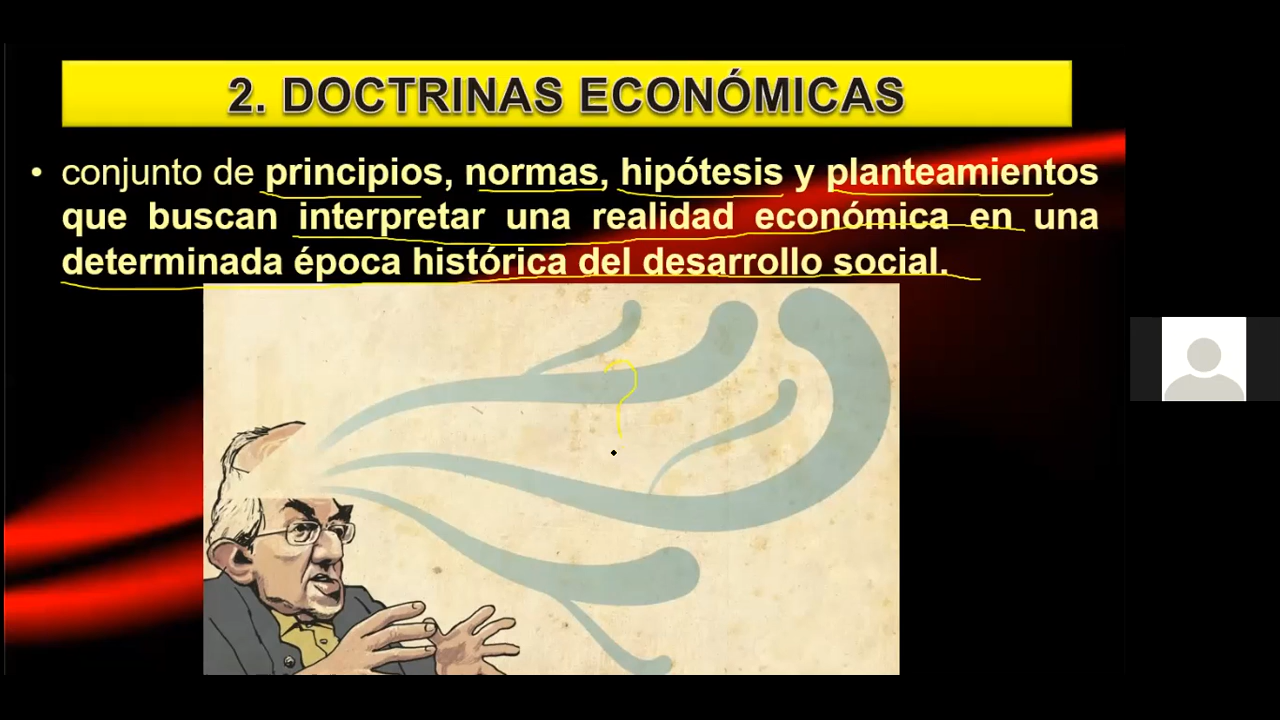 2. DOCTRINAS ECONÓMICAS
• conjunto de principios, normas, hipótesis y planteamientos
que buscan interpretar una realidad económica en una
determinada época histórica del desarrollo social.
?